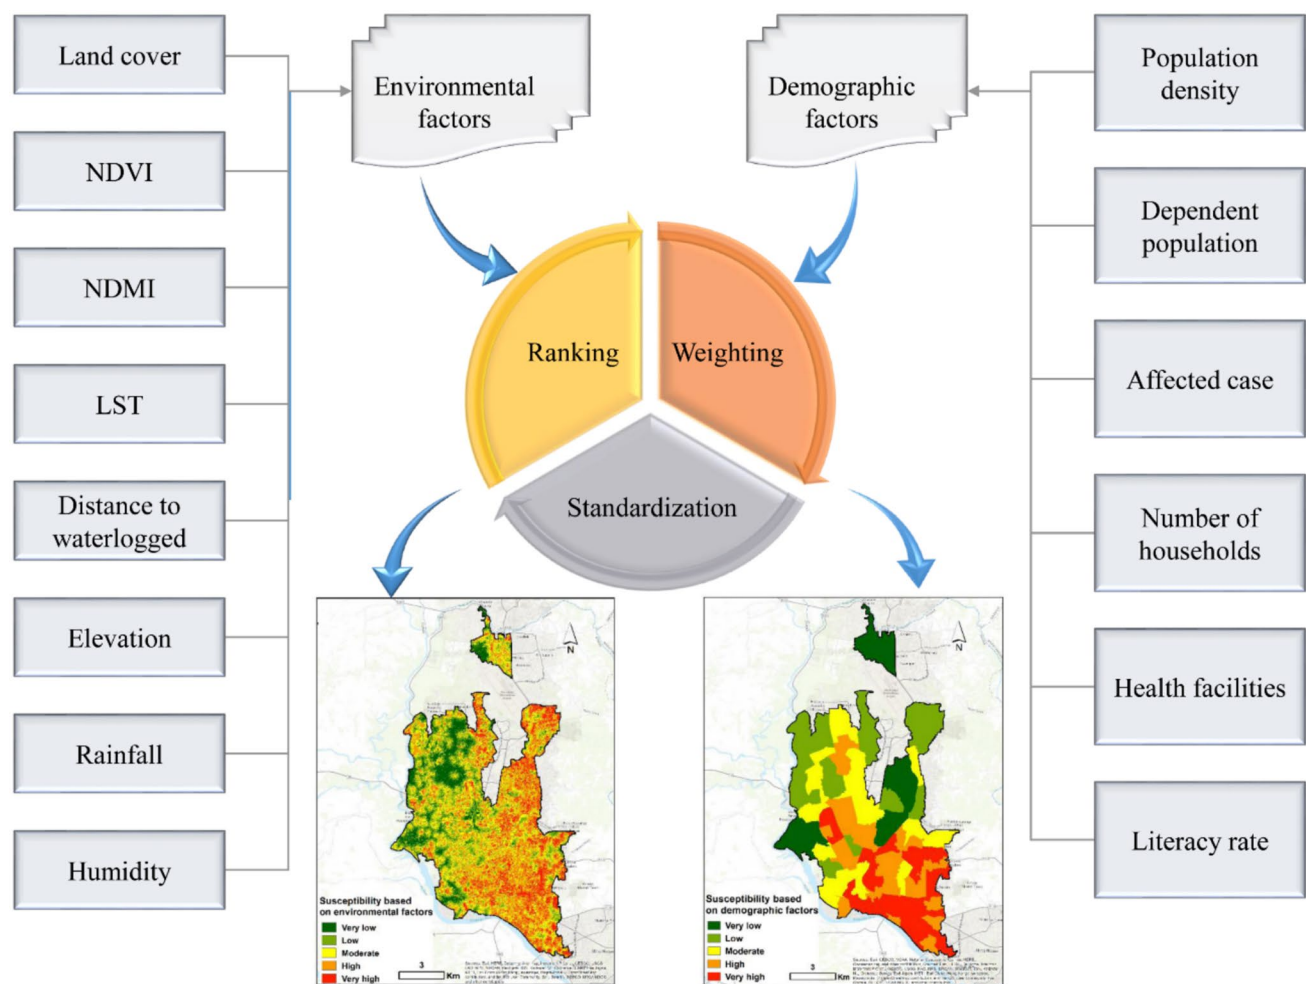 Land cover
NDVI
NDMI
LST
Distance to
waterlogged
Elevation
Rainfall
Humidity
Environmental
factors
Demographic
factors
Population
density
Dependent
population
Affected case
Number of
households
Health facilities
Literacy rate
Ranking
Weighting
Standardization
N
Susceptibility based
on environmental factors
Very low
Low
Moderate
High
Very high
3
Km
N
Susceptibility based
on demographic factors
Very low
Low
Moderate
High
Very high
3
Km